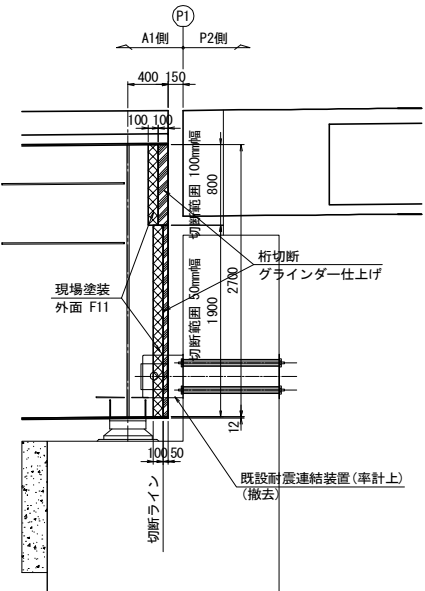 P1
A1側
P2側
400
150
100
100
切断範囲 100mm幅
800
切断範囲 50mm幅
1900
2700
桁切断
グラインダー仕上げ
現場塗装
外面 F11
12
100
50
切断ライン
既設耐震連結装置(率計上)
(撤去)